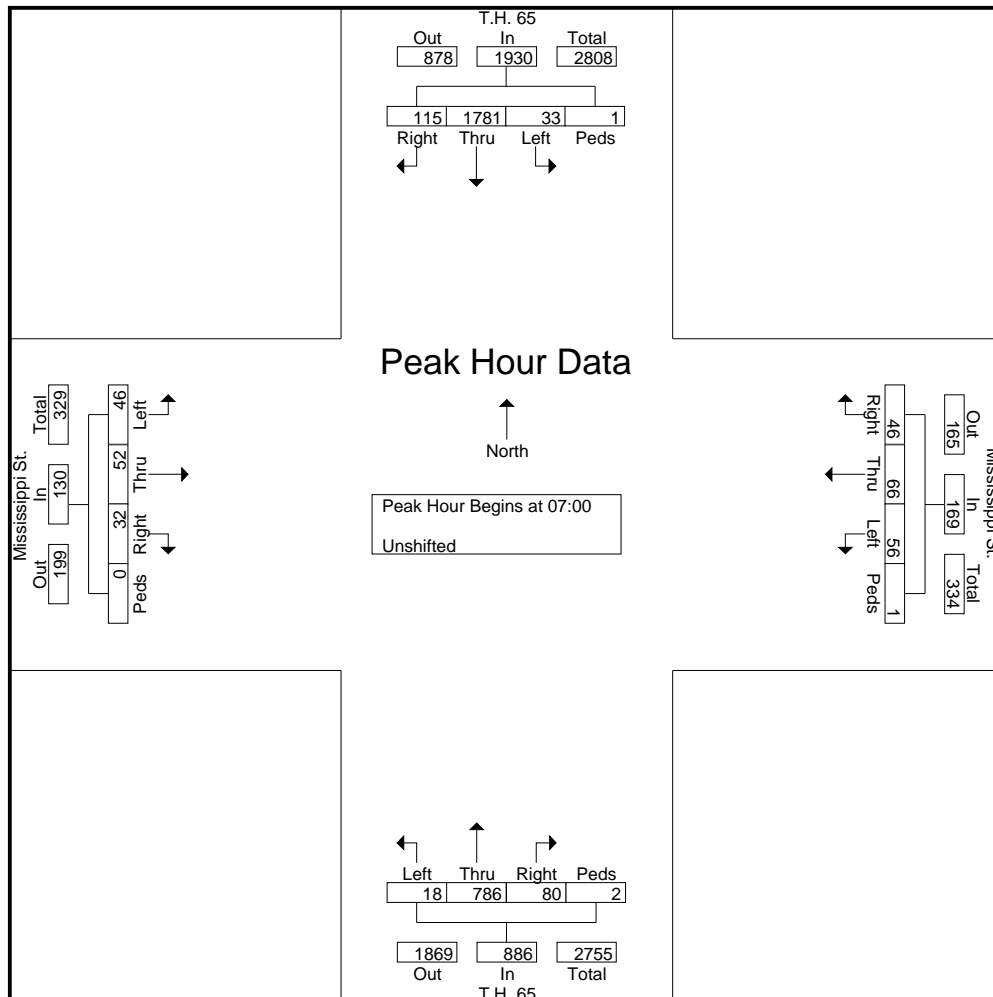 T.H. 65
Out In Total
878 1930 2808
115 1781 33 1
Right Thru Left Peds
Peak Hour Data
North
Peak Hour Begins at 07:00
Unshifted
Mississippi St.
Total In Out
329 130 199
46 52 32 0
Left Thru Right Peds
Mississippi St.
Out In Total
165 169 334
46 66 56 1
Right Thru Left Peds
Left Thru Right Peds
18 786 80 2
1869 886 2755
Out In Total
T.H. 65